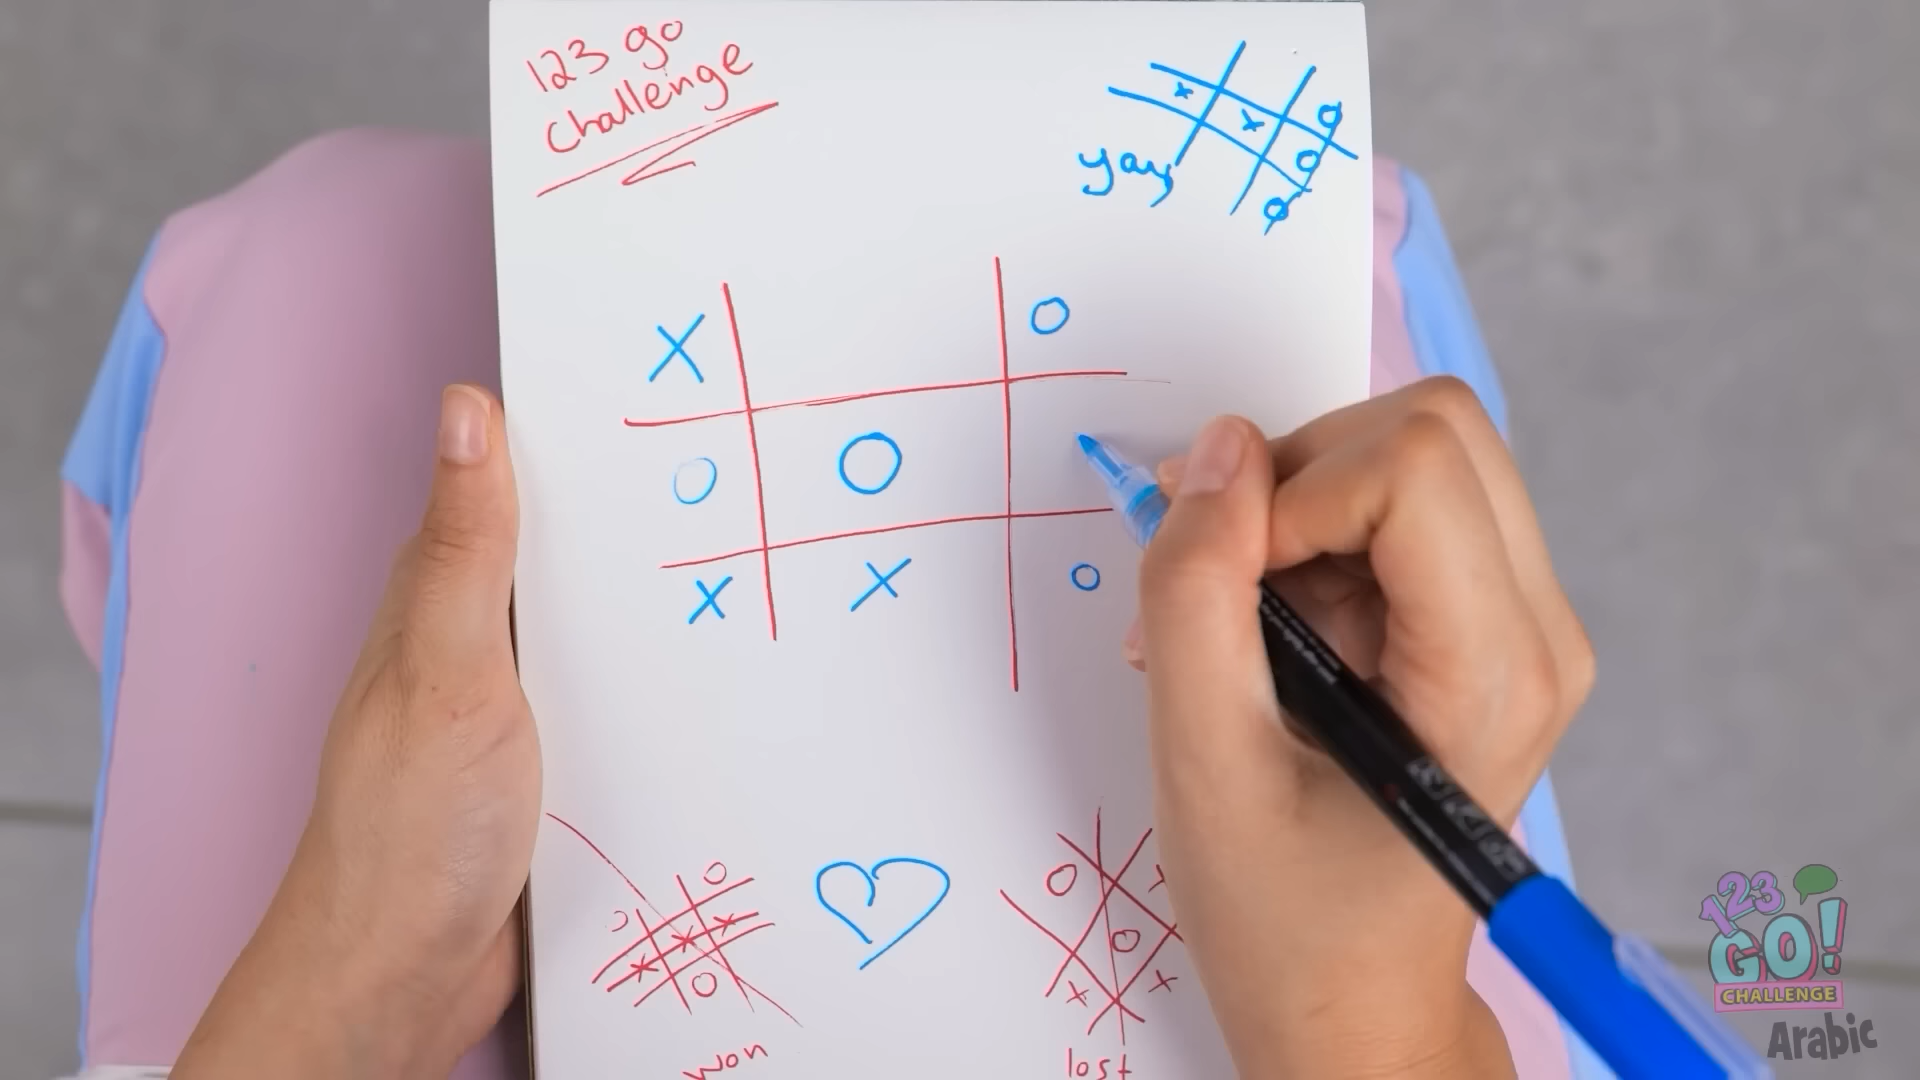 123 go
challenge
yay
X O
O O
X X O
won
lost
123
GO!
CHALLENGE
Arabic